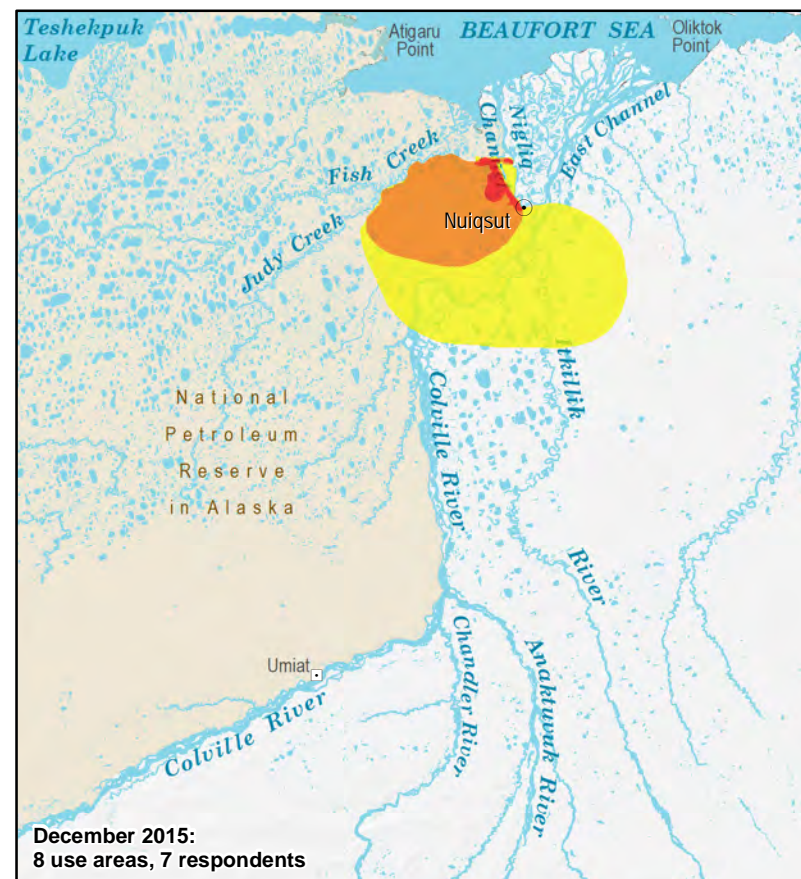 Teshekpuk
Lake
Atigaru
Point
BEAUFORT SEA
Oliktok
Point
Nigliq
Channel
East Channel
Fish Creek
Judy Creek
Nuiqsut
Itkillik
River
Colville River
National
Petroleum
Reserve
in Alaska
Umiat
Colville River
Chandler River
Anaktuvuk River
December 2015:
8 use areas, 7 respondents